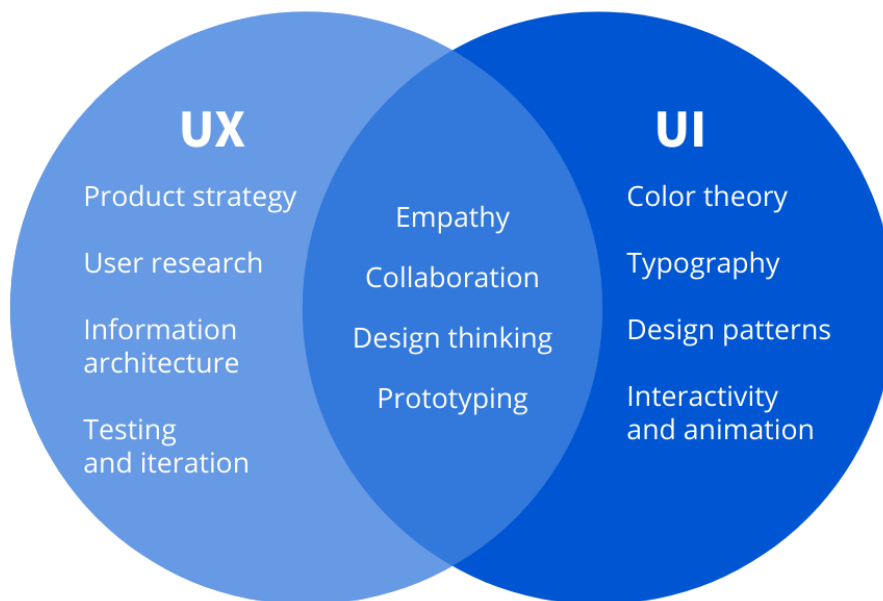 UX
Product strategy
User research
Information
architecture
Testing
and iteration
Empathy
Collaboration
Design thinking
Prototyping
UI
Color theory
Typography
Design patterns
Interactivity
and animation